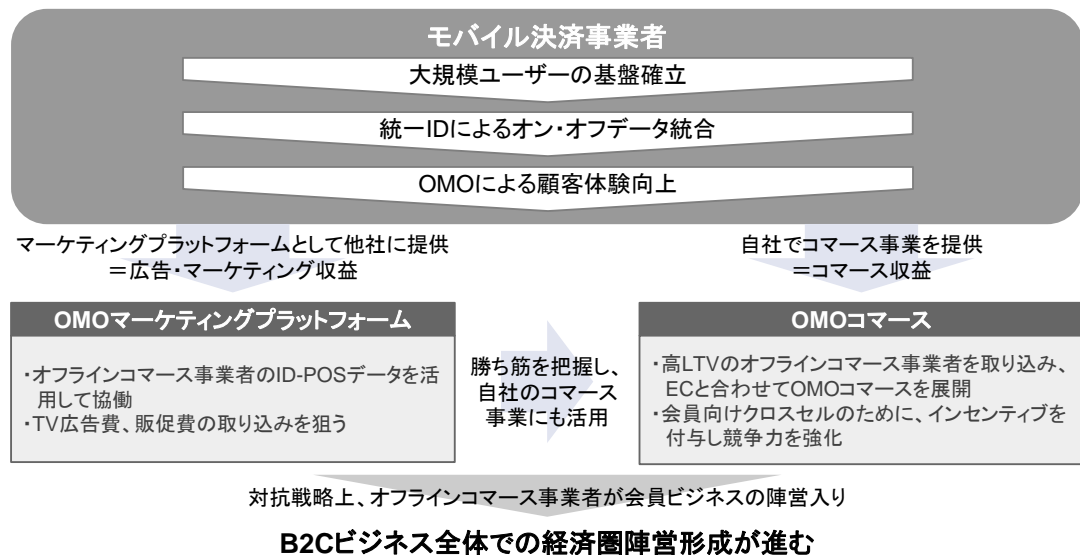 モバイル決済事業者
大規模ユーザーの基盤確立
統一IDによるオン・オフデータ統合
OMOによる顧客体験向上
マーケティングプラットフォームとして他社に提供
＝広告・マーケティング収益
自社でコマース事業を提供
＝コマース収益
OMOマーケティングプラットフォーム
・オフラインコマース事業者のID-POSデータを活
用して協働
・TV広告費、販促費の取り込みを狙う
勝ち筋を把握し、
自社のコマース
事業にも活用
OMOコマース
・高LTVのオフラインコマース事業者を取り込み、
ECと合わせてOMOコマースを展開
・会員向けクロスセルのために、インセンティブを
付与し競争力を強化
対抗戦略上、オフラインコマース事業者が会員ビジネスの陣営入り
B2Cビジネス全体での経済圏陣営形成が進む